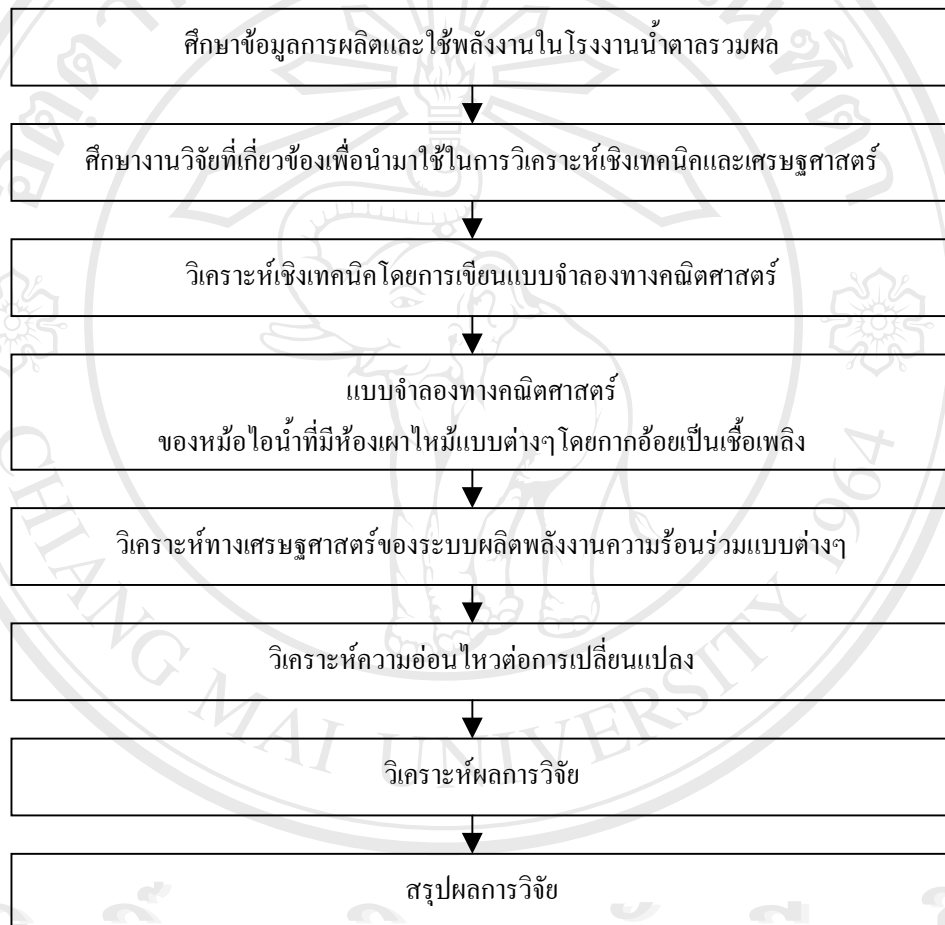 ศึกษาข้อมูลการผลิตและใช้พลังงานในโรงงานน้ำตาลรวมผล
ศึกษางานวิจัยที่เกี่ยวข้องเพื่อนำมาใช้ในการวิเคราะห์เชิงเทคนิคและเศรษฐศาสตร์
วิเคราะห์เชิงเทคนิคโดยการเขียนแบบจำลองทางคณิตศาสตร์
แบบจำลองทางคณิตศาสตร์
ของหม้อไอน้ำที่มีห้องเผาไหม้แบบต่างๆโดยกากอ้อยเป็นเชื้อเพลิง
วิเคราะห์ทางเศรษฐศาสตร์ของระบบผลิตพลังงานความร้อนร่วมแบบต่างๆ
วิเคราะห์ความอ่อนไหวต่อการเปลี่ยนแปลง
วิเคราะห์ผลการวิจัย
สรุปผลการวิจัย
CHIANG MAI UNIVERSITY 1964